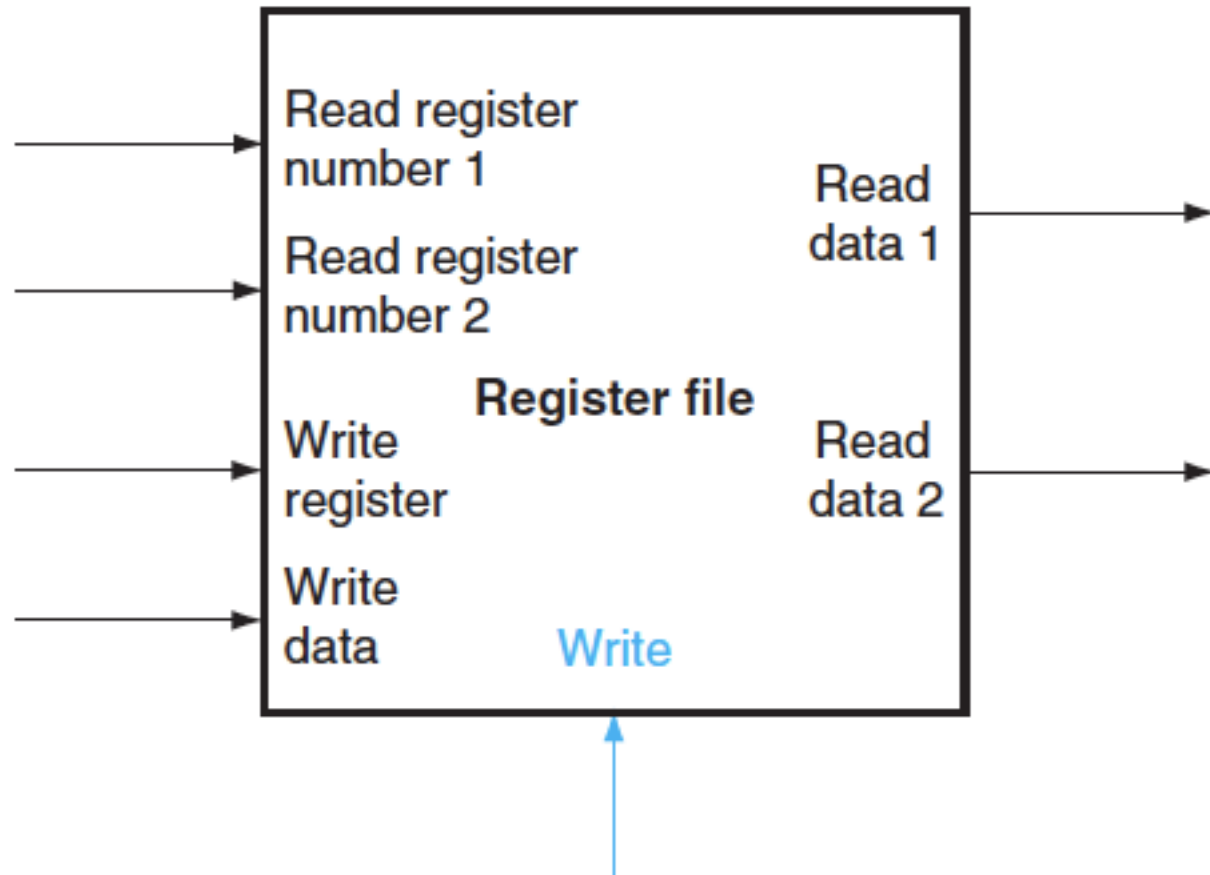 Read register
number 1
Read
data 1
Read register
number 2
Register file
Write
register
Read
data 2
Write
data
Write